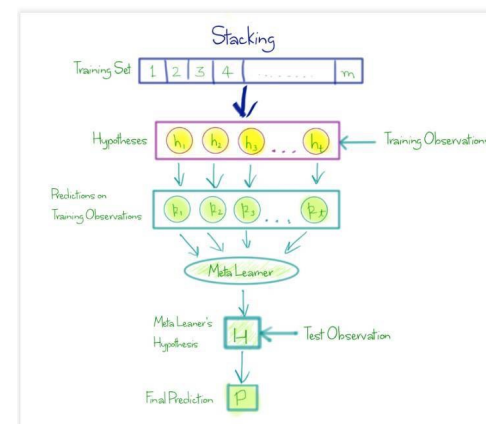 Stacking
Training Set 1 2 3 4 ........ m
Hypotheses h₁ h₂ h₃ ... hₜ Training Observation
Predictions on
Training Observations p₁ p₂ p₃ ... pₜ
Meta Learner
Meta Learner's
Hypothesis H Test Observation
Final Prediction P